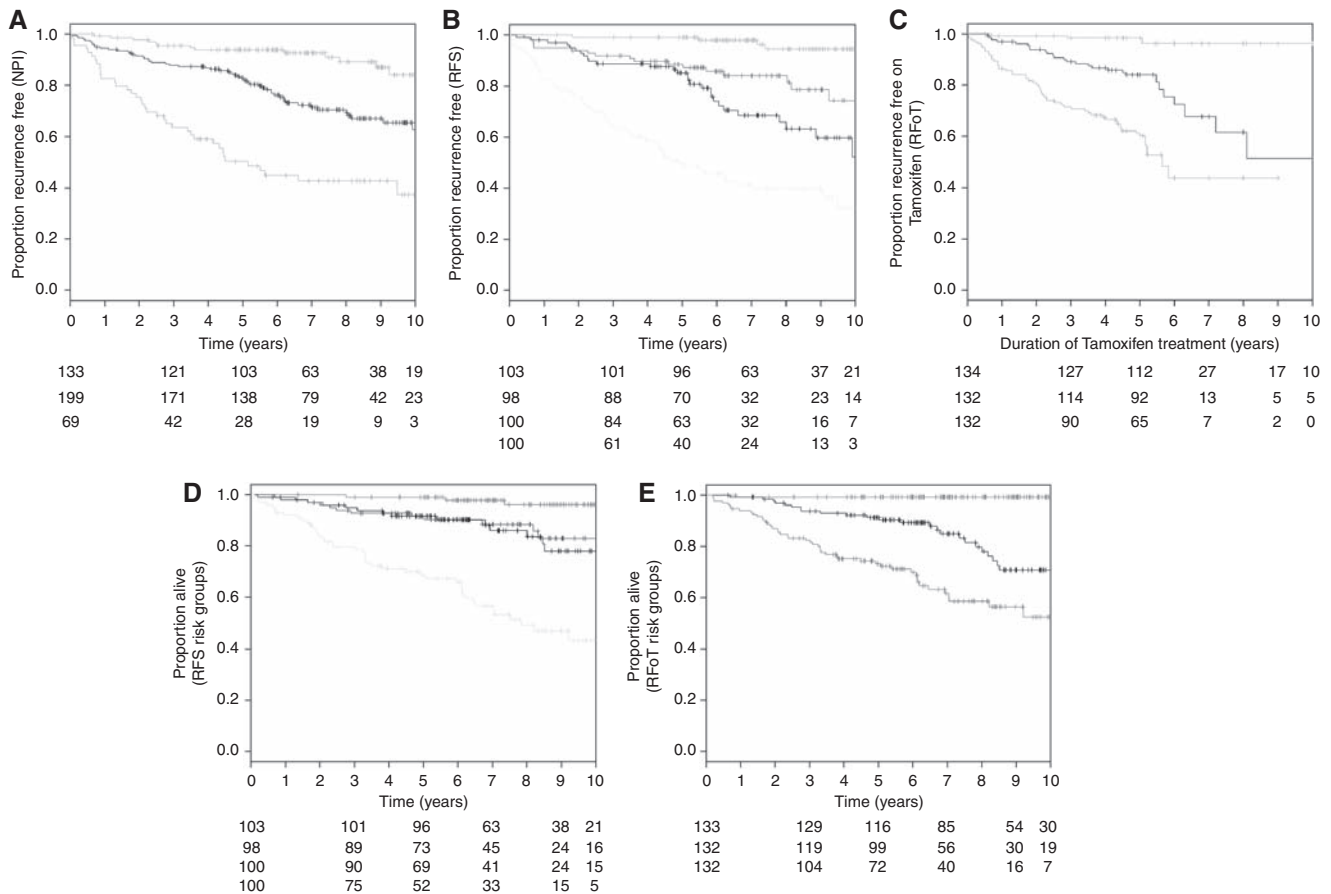 A
Proportion recurrence free (NPI)
1.0
0.8
0.6
0.4
0.2
0.0
0 1 2 3 4 5 6 7 8 9 10
Time (years)
133 121 103 63 38 19
199 171 138 79 42 23
69 42 28 19 9 3
B
Proportion recurrence free (RFS)
1.0
0.8
0.6
0.4
0.2
0.0
0 1 2 3 4 5 6 7 8 9 10
Time (years)
103 101 96 63 37 21
98 88 70 32 23 14
100 84 63 32 16 7
100 61 40 24 13 3
C
Proportion recurrence free on
Tamoxifen (RFoT)
1.0
0.8
0.6
0.4
0.2
0.0
0 1 2 3 4 5 6 7 8 9 10
Duration of Tamoxifen treatment (years)
134 127 112 27 17 10
132 114 92 13 5 5
132 90 65 7 2 0
D
Proportion alive
(RFS risk groups)
1.0
0.8
0.6
0.4
0.2
0.0
0 1 2 3 4 5 6 7 8 9 10
Time (years)
103 101 96 63 38 21
98 89 73 45 24 16
100 90 69 41 24 15
100 75 52 33 15 5
E
Proportion alive
(RFoT risk groups)
1.0
0.8
0.6
0.4
0.2
0.0
0 1 2 3 4 5 6 7 8 9 10
Time (years)
133 129 116 85 54 30
132 119 99 56 30 19
132 104 72 40 16 7